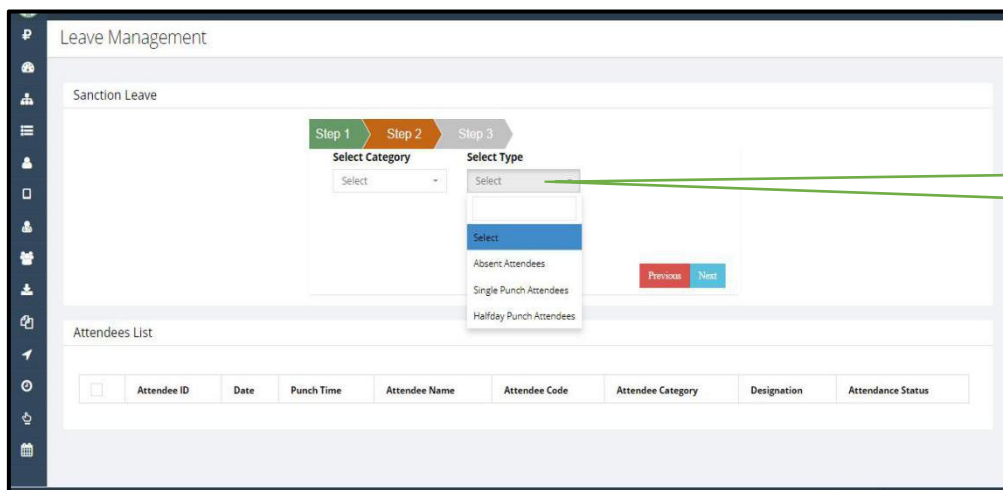 Leave Management
Sanction Leave
Step 1 Step 2 Step 3
Select Category Select Type
Select Select
Select
Absent Attendees
Single Punch Attendees
Halfday Punch Attendees
Previous Next
Attendees List
Attendee ID Date Punch Time Attendee Name Attendee Code Attendee Category Designation Attendance Status